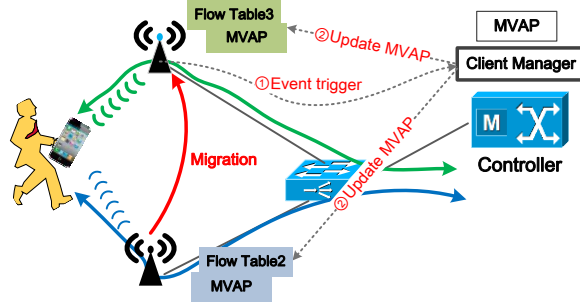 Flow Table3
MVAP
②Update MVAP
MVAP
Client Manager
①Event trigger
M
Controller
Migration
②Update MVAP
Flow Table2
MVAP